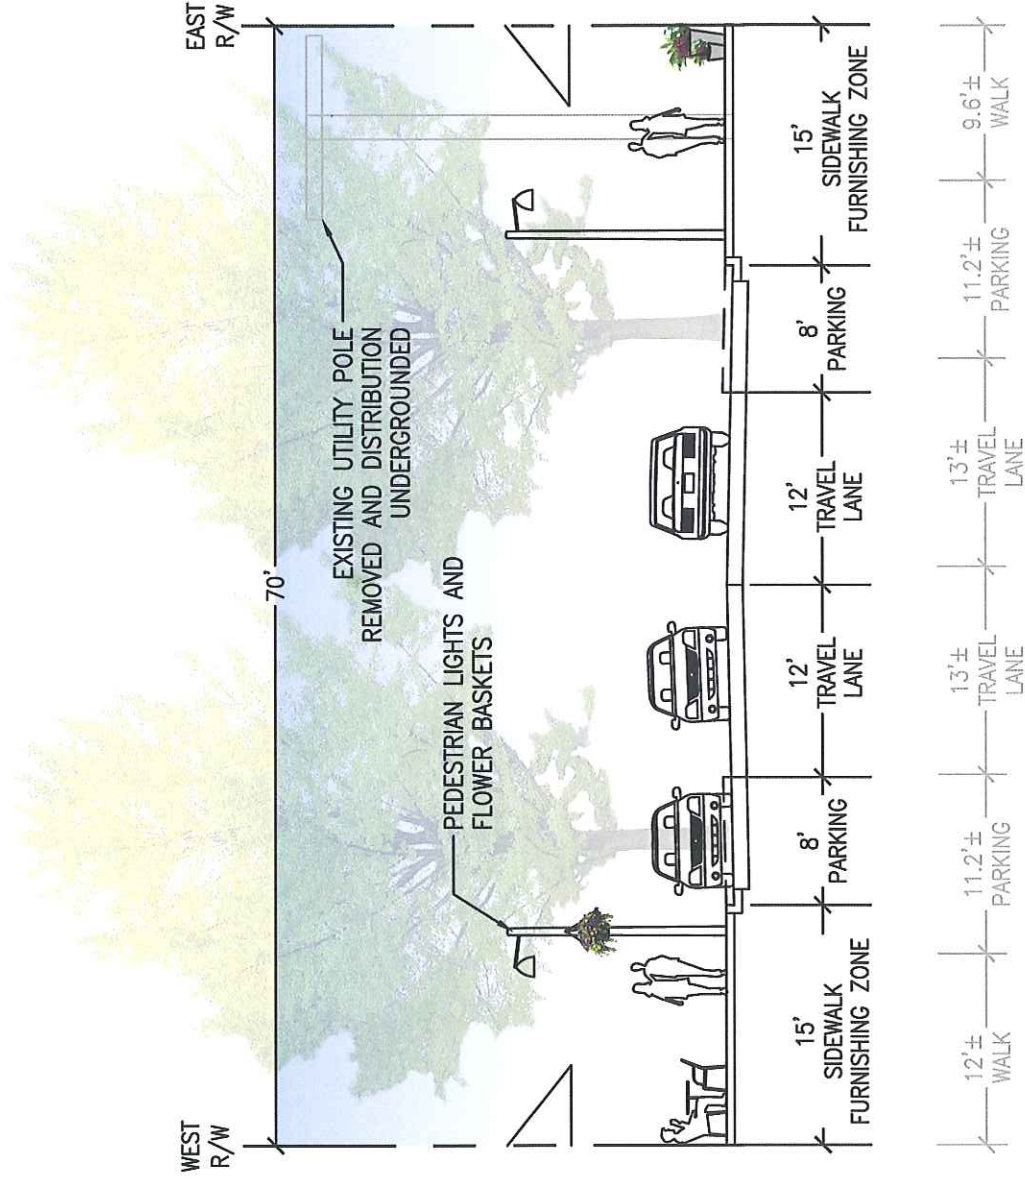 WEST
R/W
70'
EAST
R/W
EXISTING UTILITY POLE
REMOVED AND DISTRIBUTION
UNDERGROUNDED
PEDESTRIAN LIGHTS AND
FLOWER BASKETS
15'
SIDEWALK
FURNISHING ZONE
8'
PARKING
12'
TRAVEL
LANE
12'
TRAVEL
LANE
8'
PARKING
15'
SIDEWALK
FURNISHING ZONE
12'±
WALK
11.2'±
PARKING
13'±
TRAVEL
LANE
13'±
TRAVEL
LANE
11.2'±
PARKING
9.6'±
WALK